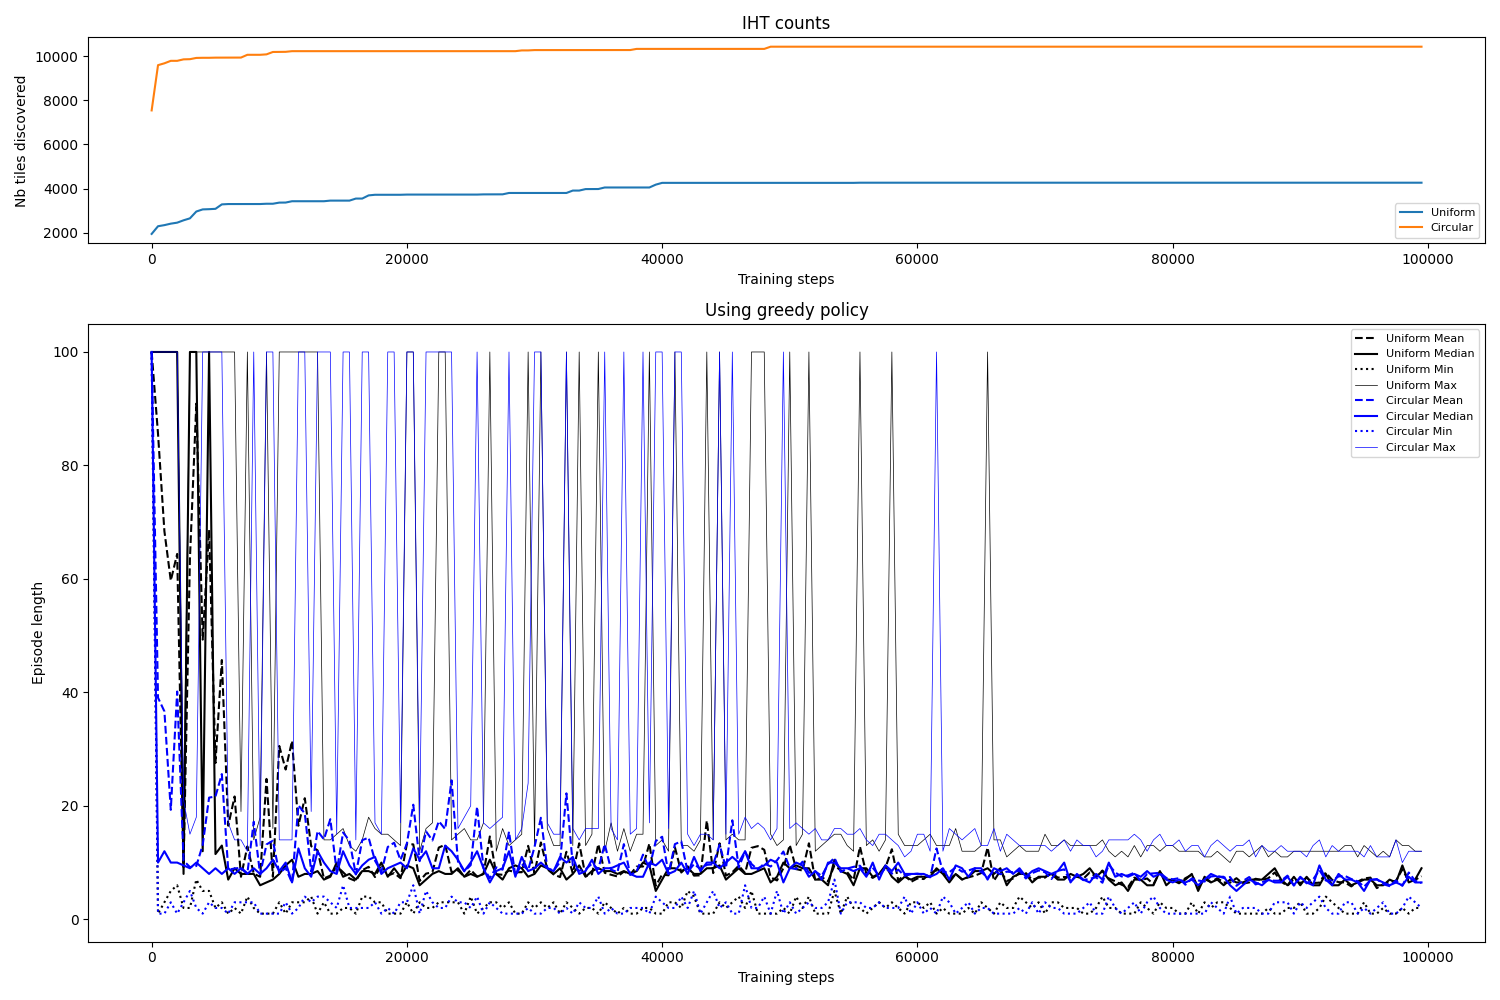 IHT counts
Nb tiles discovered
10000
8000
6000
4000
2000
Uniform
Circular
0
20000
40000
60000
80000
100000
Training steps
Using greedy policy
Episode length
100
80
60
40
20
0
Uniform Mean
Uniform Median
Uniform Min
Uniform Max
Circular Mean
Circular Median
Circular Min
Circular Max
0
20000
40000
60000
80000
100000
Training steps